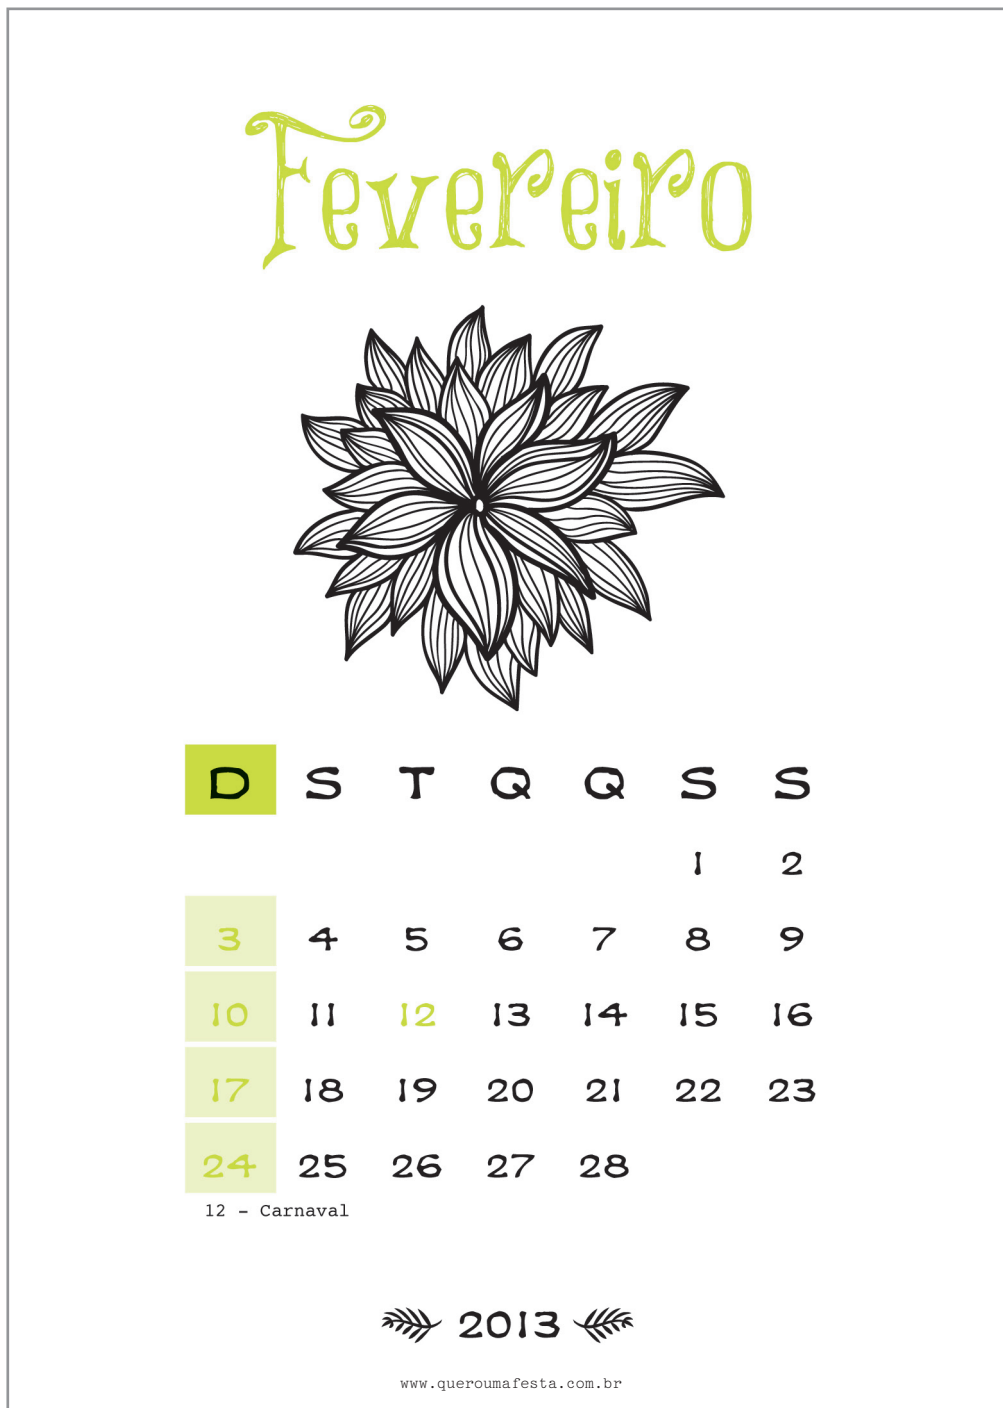 Fevereiro
D S T Q Q S S
1 2
3 4 5 6 7 8 9
10 11 12 13 14 15 16
17 18 19 20 21 22 23
24 25 26 27 28
12 - Carnaval
2013
www.queroumafesta.com.br